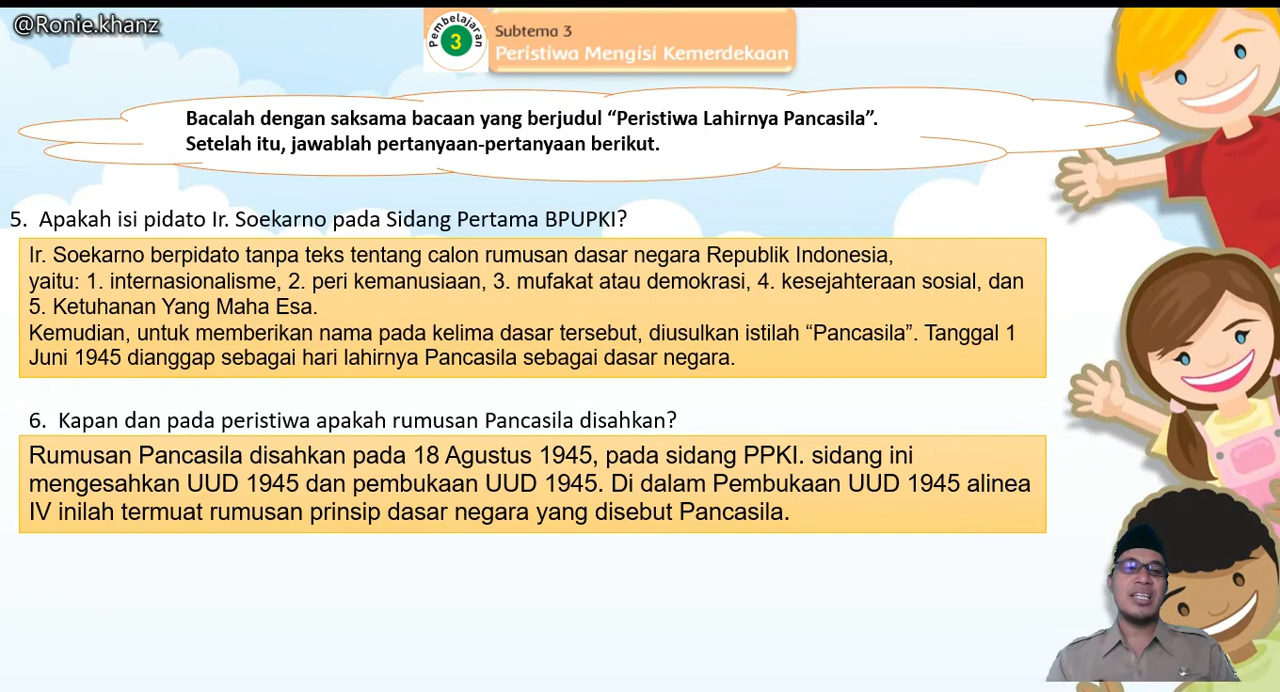 @Ronie.khanz
Pembelajaran
3
Subtema 3
Peristiwa Mengisi Kemerdekaan
Bacalah dengan saksama bacaan yang berjudul “Peristiwa Lahirnya Pancasila”.
Setelah itu, jawablah pertanyaan-pertanyaan berikut.
5. Apakah isi pidato Ir. Soekarno pada Sidang Pertama BPUPKI?
Ir. Soekarno berpidato tanpa teks tentang calon rumusan dasar negara Republik Indonesia,
yaitu: 1. internasionalisme, 2. peri kemanusiaan, 3. mufakat atau demokrasi, 4. kesejahteraan sosial, dan
5. Ketuhanan Yang Maha Esa.
Kemudian, untuk memberikan nama pada kelima dasar tersebut, diusulkan istilah “Pancasila”. Tanggal 1
Juni 1945 dianggap sebagai hari lahirnya Pancasila sebagai dasar negara.
6. Kapan dan pada peristiwa apakah rumusan Pancasila disahkan?
Rumusan Pancasila disahkan pada 18 Agustus 1945, pada sidang PPKI. sidang ini
mengesahkan UUD 1945 dan pembukaan UUD 1945. Di dalam Pembukaan UUD 1945 alinea
IV inilah termuat rumusan prinsip dasar negara yang disebut Pancasila.